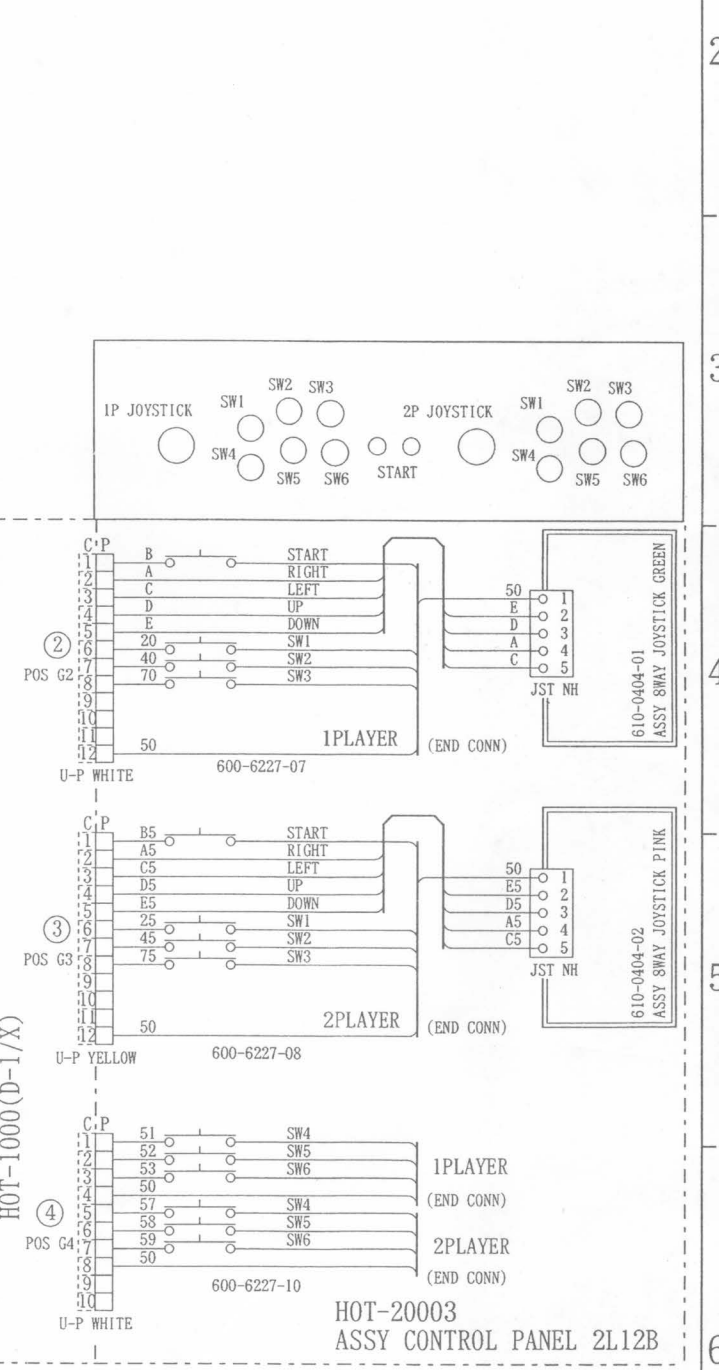 2
3
SW2 SW3
SW1
1P JOYSTICK
SW4
SW5 SW6
START
SW2 SW3
SW1
2P JOYSTICK
SW4
SW5 SW6
C P
1 B START
2 A RIGHT
3 C LEFT
4 D UP
5 E DOWN
6 20 SW1
7 40 SW2
8 70 SW3
9
10
11
12 50
2
POS G2
1PLAYER
(END CONN)
600-6227-07
U-P WHITE
50 1
E 2
D 3
A 4
C 5
JST NH
610-0404-01
ASSY 8WAY JOYSTICK GREEN
4
C P
1 B5 START
2 A5 RIGHT
3 C5 LEFT
4 D5 UP
5 E5 DOWN
6 25 SW1
7 45 SW2
8 75 SW3
9
10
11
12 50
3
POS G3
2PLAYER
(END CONN)
600-6227-08
U-P YELLOW
50 1
E5 2
D5 3
A5 4
C5 5
JST NH
610-0404-02
ASSY 8WAY JOYSTICK PINK
5
HOT-1000(D-1/X)
C P
1 51 SW4
2 52 SW5
3 53 SW6
4 50
5 57 SW4
6 58 SW5
7 59 SW6
8 50
9
10
4
POS G4
1PLAYER
(END CONN)
2PLAYER
(END CONN)
600-6227-10
U-P WHITE
HOT-20003
ASSY CONTROL PANEL 2L12B
6